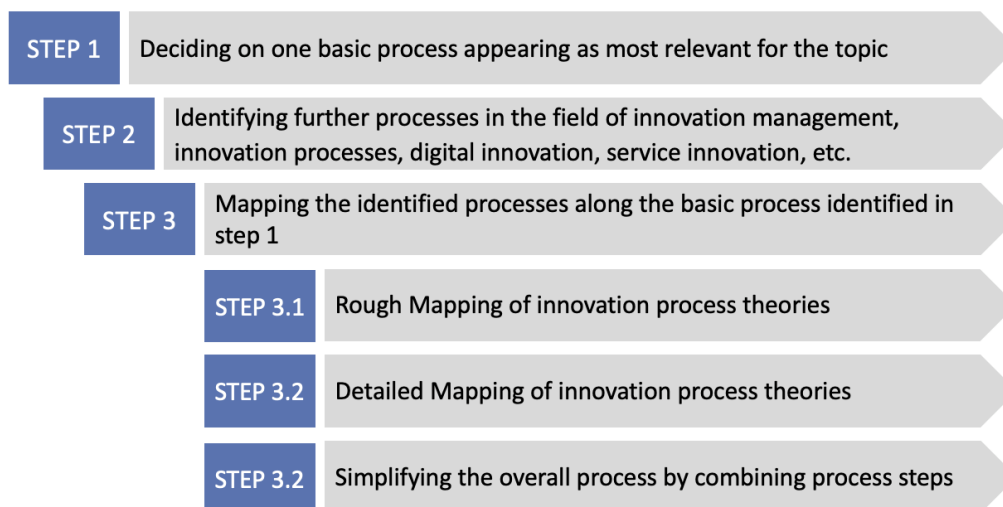 STEP 1
Deciding on one basic process appearing as most relevant for the topic
STEP 2
Identifying further processes in the field of innovation management,
innovation processes, digital innovation, service innovation, etc.
STEP 3
Mapping the identified processes along the basic process identified in
step 1
STEP 3.1
Rough Mapping of innovation process theories
STEP 3.2
Detailed Mapping of innovation process theories
STEP 3.2
Simplifying the overall process by combining process steps